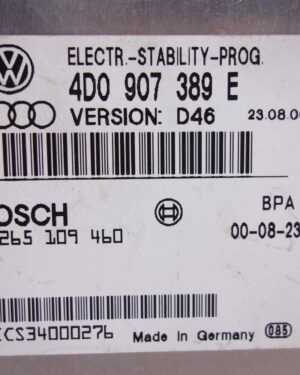 ELECTR.-STABILITY-PROG.
4D0 907 389 E
VERSION: D46 23.08.00
BOSCH
BPA
265 109 460
00-08-23
CCS34000276
Made in Germany 085